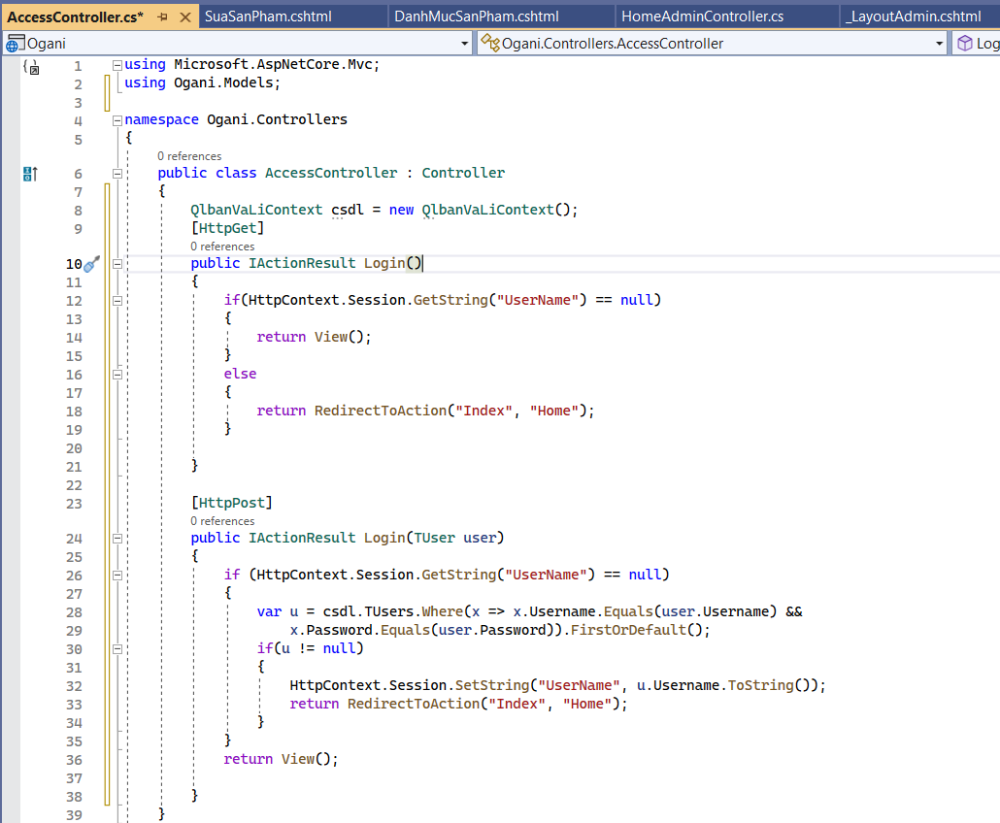 AccessController.cs* SuaSanPham.cshtml DanhMucSanPham.cshtml HomeAdminController.cs _LayoutAdmin.cshtml
Ogani Ogani.Controllers.AccessController Log
1 using Microsoft.AspNetCore.Mvc;
2 using Ogani.Models;
3
4 namespace Ogani.Controllers
5 {
0 references
6 public class AccessController : Controller
7 {
8 QlbanVaLiContext csdl = new QlbanVaLiContext();
9 [HttpGet]
0 references
10 public IActionResult Login()
11 {
12 if(HttpContext.Session.GetString("UserName") == null)
13 {
14 return View();
15 }
16 else
17 {
18 return RedirectToAction("Index", "Home");
19 }
20
21 }
22
23 [HttpPost]
0 references
24 public IActionResult Login(TUser user)
25 {
26 if (HttpContext.Session.GetString("UserName") == null)
27 {
28 var u = csdl.TUsers.Where(x => x.Username.Equals(user.Username) &&
29 x.Password.Equals(user.Password)).FirstOrDefault();
30 if(u != null)
31 {
32 HttpContext.Session.SetString("UserName", u.Username.ToString());
33 return RedirectToAction("Index", "Home");
34 }
35 }
36 return View();
37
38 }
39 }